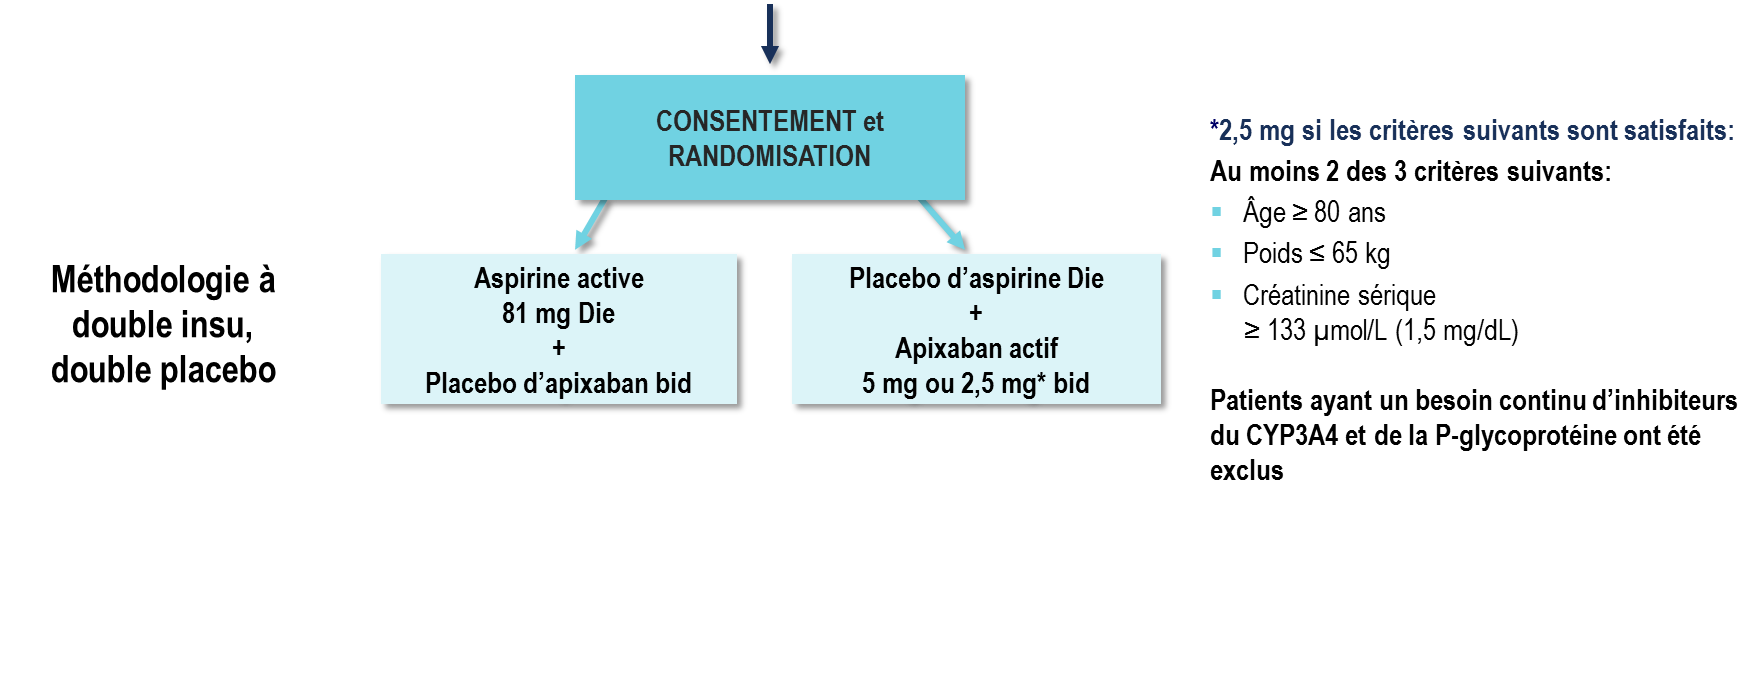 CONSENTEMENT et
RANDOMISATION
*2,5 mg si les critères suivants sont satisfaits:
Au moins 2 des 3 critères suivants:
▪ Âge ≥ 80 ans
▪ Poids ≤ 65 kg
▪ Créatinine sérique
≥ 133 µmol/L (1,5 mg/dL)
Patients ayant un besoin continu d’inhibiteurs
du CYP3A4 et de la P-glycoprotéine ont été
exclus
Méthodologie à
double insu,
double placebo
Aspirine active
81 mg Die
+
Placebo d’apixaban bid
Placebo d’aspirine Die
+
Apixaban actif
5 mg ou 2,5 mg* bid